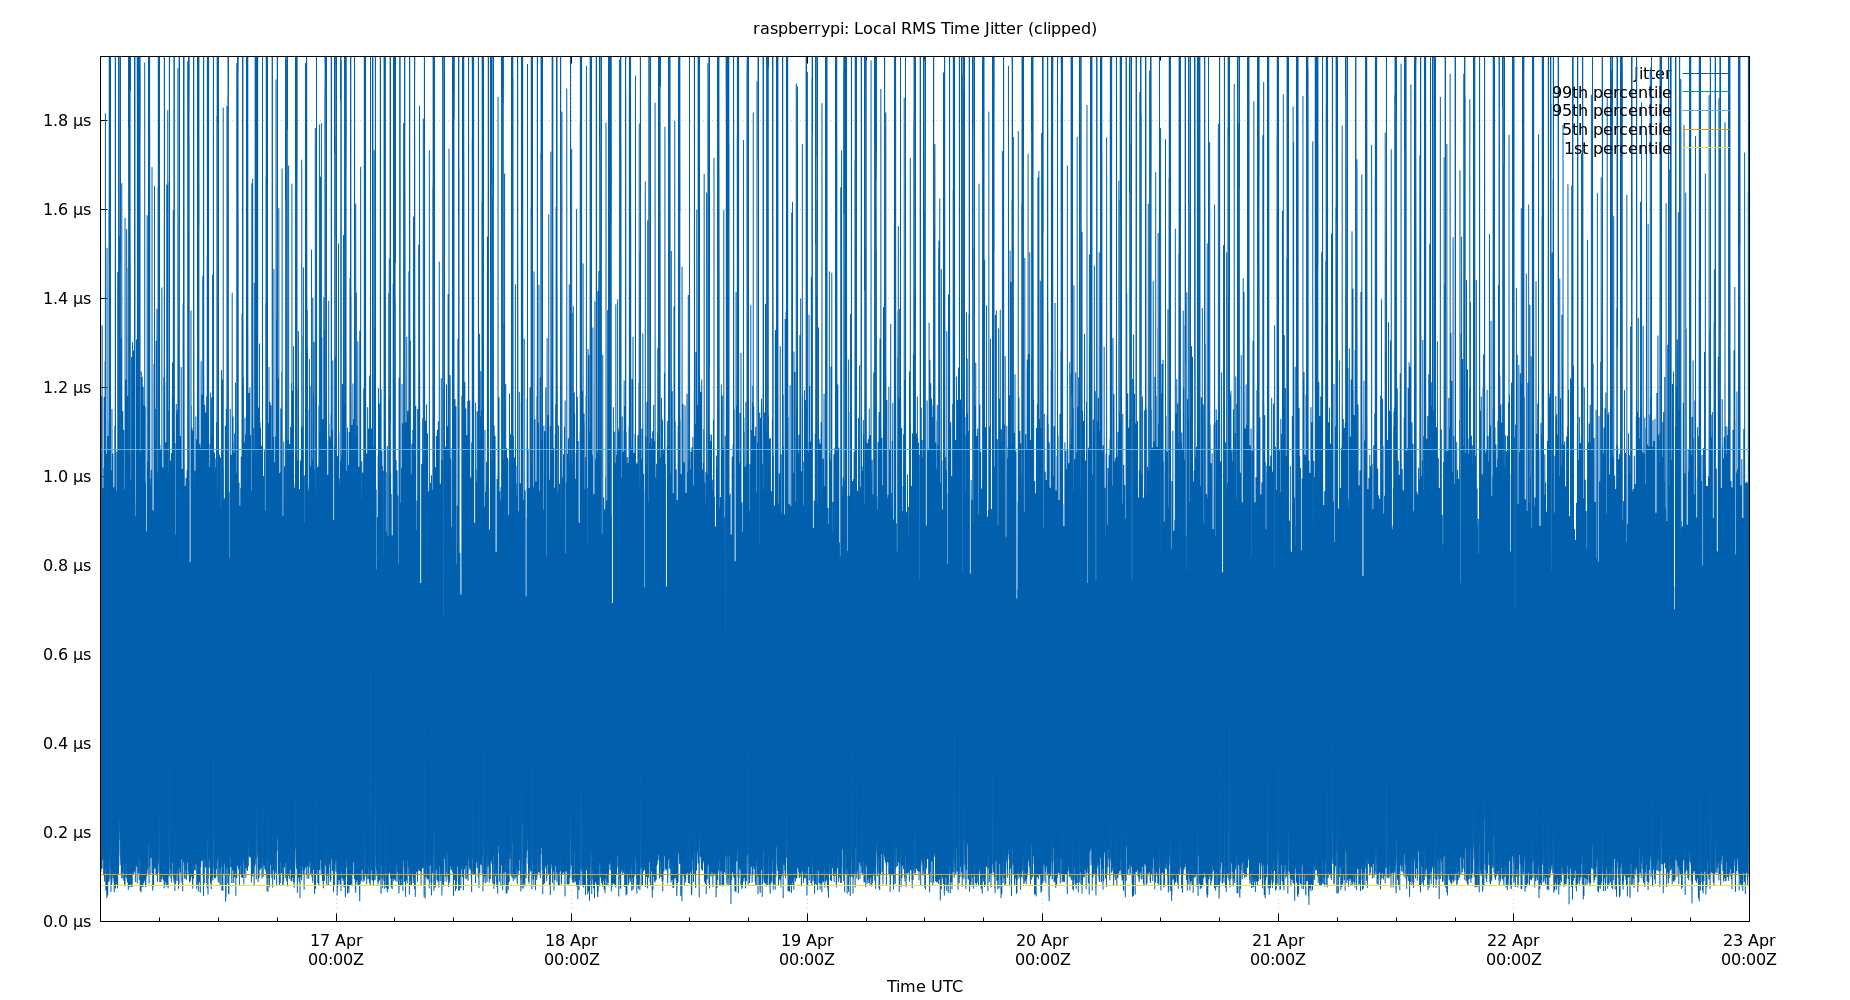 raspberrypi: Local RMS Time Jitter (clipped)
Jitter
99th percentile
95th percentile
5th percentile
1st percentile
1.8 µs
1.6 µs
1.4 µs
1.2 µs
1.0 µs
0.8 µs
0.6 µs
0.4 µs
0.2 µs
0.0 µs
17 Apr 18 Apr 19 Apr 20 Apr 21 Apr 22 Apr 23 Apr
00:00Z 00:00Z 00:00Z 00:00Z 00:00Z 00:00Z 00:00Z
Time UTC